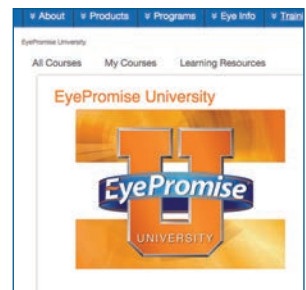 About Products Programs Eye Info Train
EyePromise University
All Courses My Courses Learning Resources
EyePromise University
EyePromise
UNIVERSITY